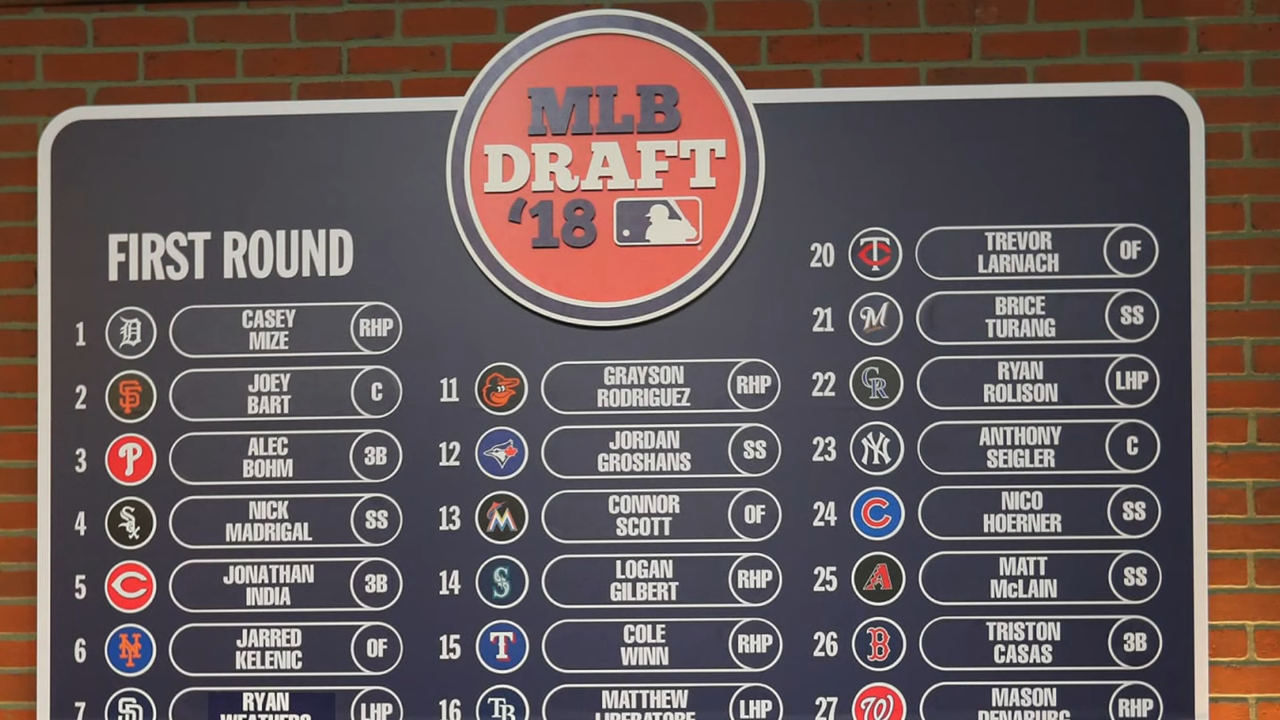 MLB
DRAFT
'18
FIRST ROUND
1 CASEY MIZE RHP
2 JOEY BART C
3 ALEC BOHM 3B
4 NICK MADRIGAL SS
5 JONATHAN INDIA 3B
6 JARRED KELENIC OF
7 RYAN WEATHERS LHP
11 GRAYSON RODRIGUEZ RHP
12 JORDAN GROSHANS SS
13 CONNOR SCOTT OF
14 LOGAN GILBERT RHP
15 COLE WINN RHP
16 MATTHEW LIBERATORE LHP
20 TREVOR LARNACH OF
21 BRICE TURANG SS
22 RYAN ROLISON LHP
23 ANTHONY SEIGLER C
24 NICO HOERNER SS
25 MATT McLAIN SS
26 TRISTON CASAS 3B
27 MASON DENABURG RHP